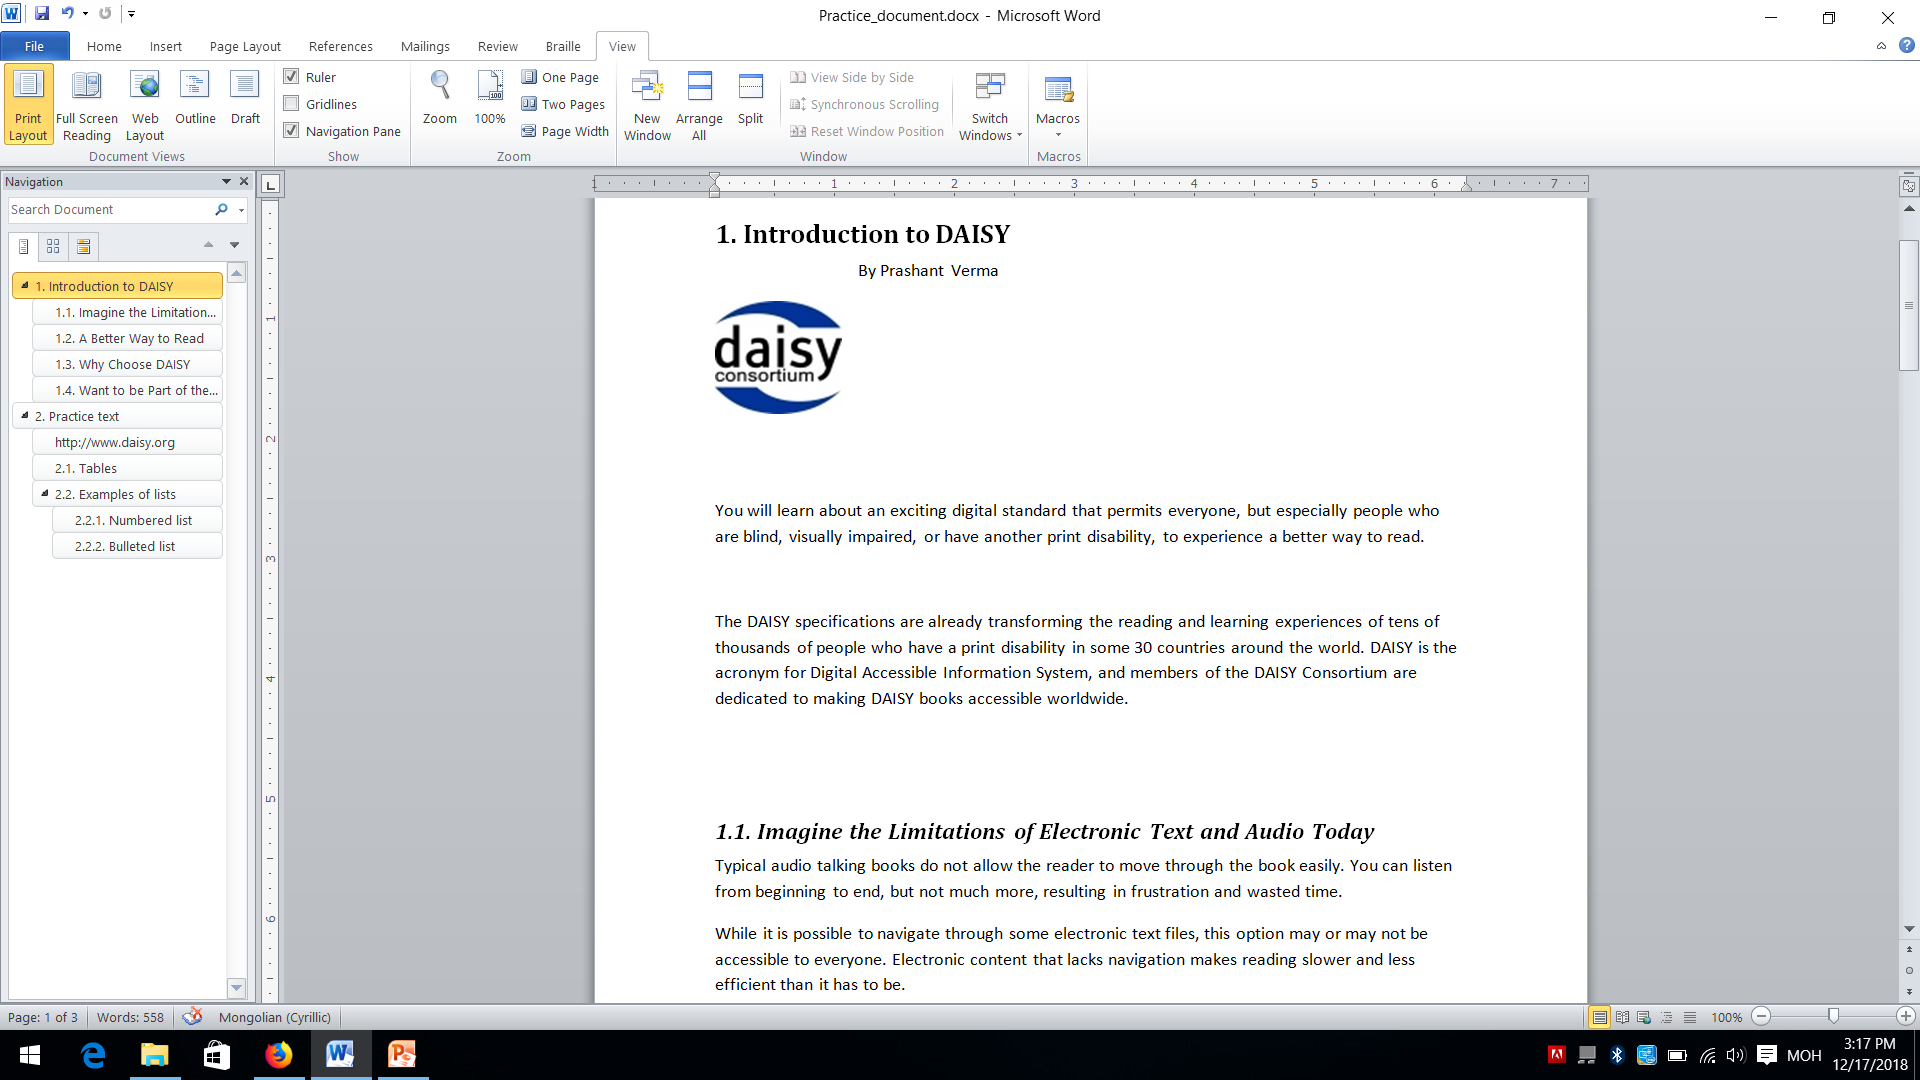 Practice_document.docx - Microsoft Word
File Home Insert Page Layout References Mailings Review Braille View
Print Layout
Full Screen Reading
Web Layout
Outline
Draft
Document Views
Ruler
Gridlines
Navigation Pane
Show
Zoom
100%
One Page
Two Pages
Page Width
Zoom
New Window
Arrange All
Split
View Side by Side
Synchronous Scrolling
Reset Window Position
Switch Windows
Window
Macros
Macros
Navigation
Search Document
1. Introduction to DAISY
1.1. Imagine the Limitation...
1.2. A Better Way to Read
1.3. Why Choose DAISY
1.4. Want to be Part of the...
2. Practice text
http://www.daisy.org
2.1. Tables
2.2. Examples of lists
2.2.1. Numbered list
2.2.2. Bulleted list
1 1 2 3 4 5 6 7
1
2
3
4
5
6
1. Introduction to DAISY
By Prashant Verma
daisy
consortium
You will learn about an exciting digital standard that permits everyone, but especially people who
are blind, visually impaired, or have another print disability, to experience a better way to read.
The DAISY specifications are already transforming the reading and learning experiences of tens of
thousands of people who have a print disability in some 30 countries around the world. DAISY is the
acronym for Digital Accessible Information System, and members of the DAISY Consortium are
dedicated to making DAISY books accessible worldwide.
1.1. Imagine the Limitations of Electronic Text and Audio Today
Typical audio talking books do not allow the reader to move through the book easily. You can listen
from beginning to end, but not much more, resulting in frustration and wasted time.
While it is possible to navigate through some electronic text files, this option may or may not be
accessible to everyone. Electronic content that lacks navigation makes reading slower and less
efficient than it has to be.
Page: 1 of 3 Words: 558 Mongolian (Cyrillic) 100%
МОН
3:17 PM
12/17/2018